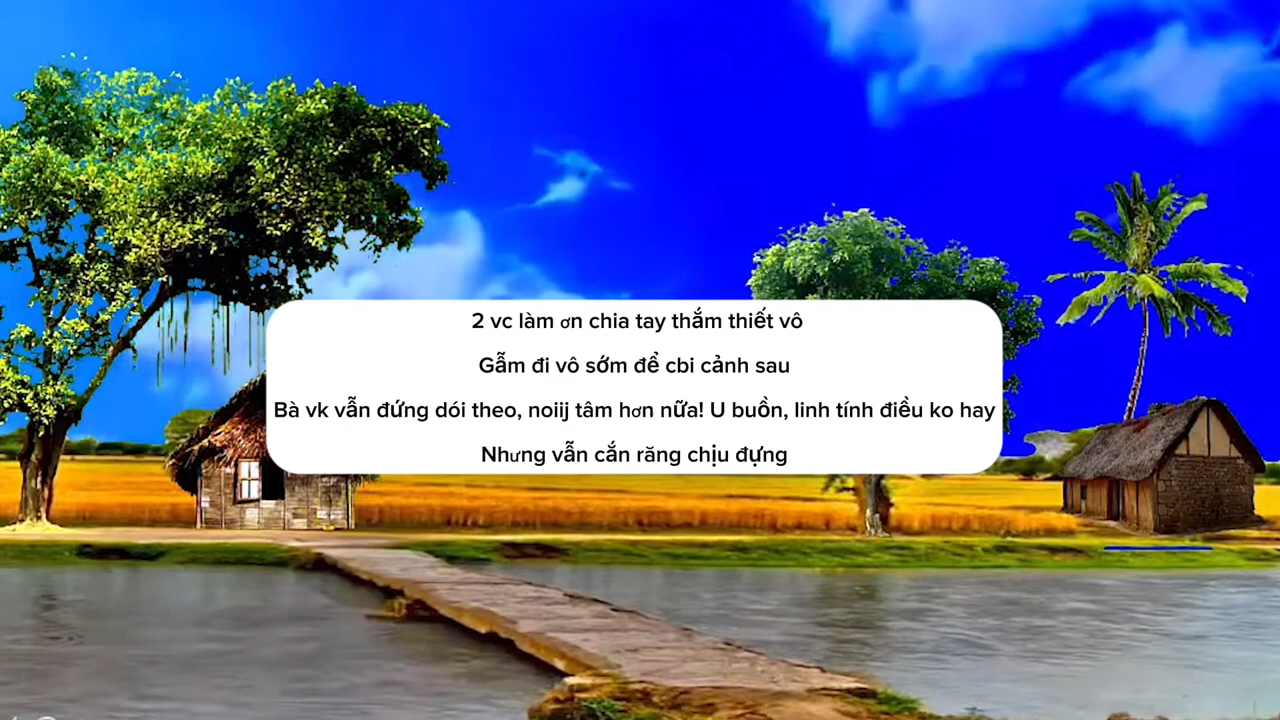 2 vc làm ơn chia tay thắm thiết vô
Gẫm đi vô sớm để cbi cảnh sau
Bà vk vẫn đứng dói theo, noiij tâm hơn nữa! U buồn, linh tính điều ko hay
Nhưng vẫn cắn răng chịu đựng